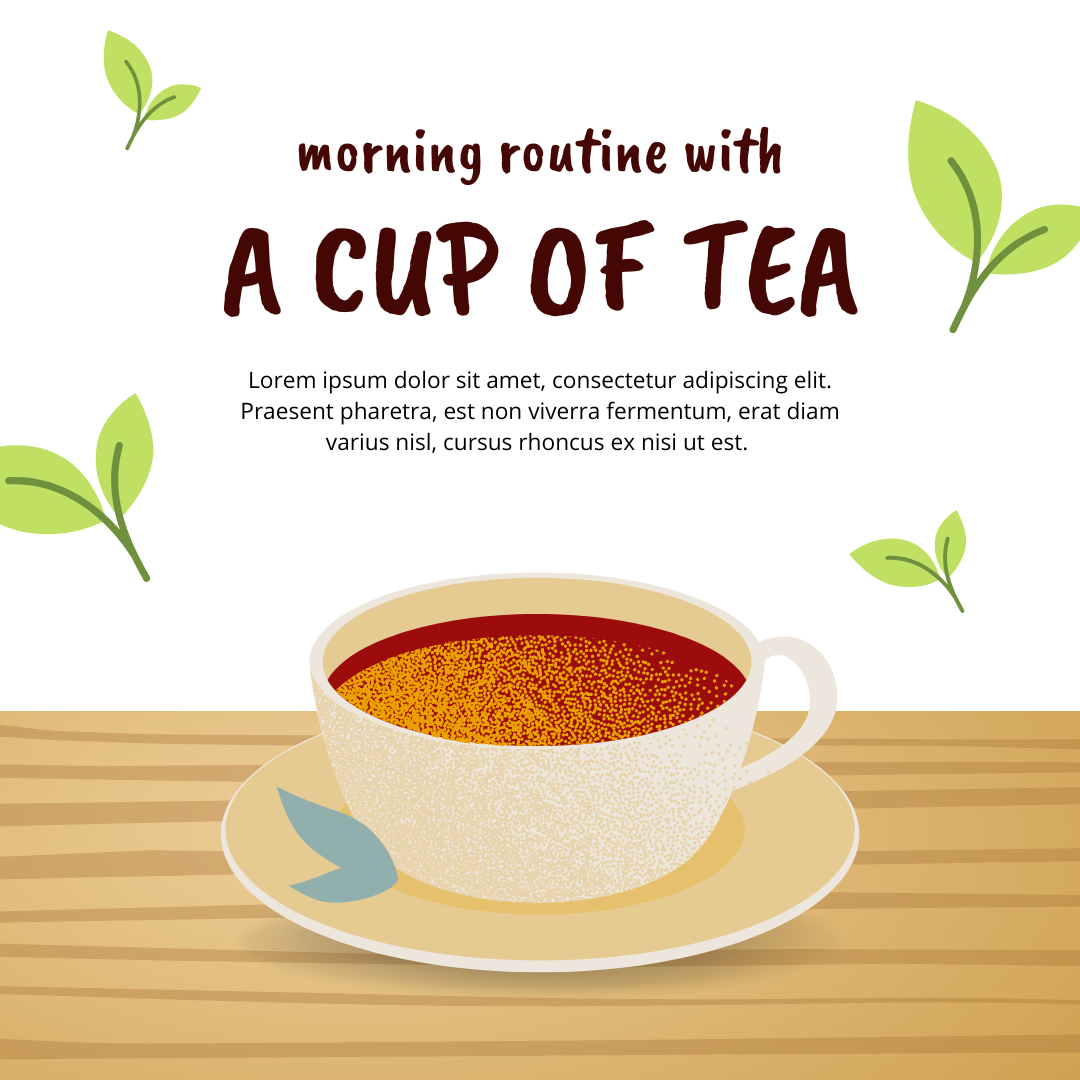 morning routine with
A CUP OF TEA
Lorem ipsum dolor sit amet, consectetur adipiscing elit.
Praesent pharetra, est non viverra fermentum, erat diam
varius nisl, cursus rhoncus ex nisi ut est.